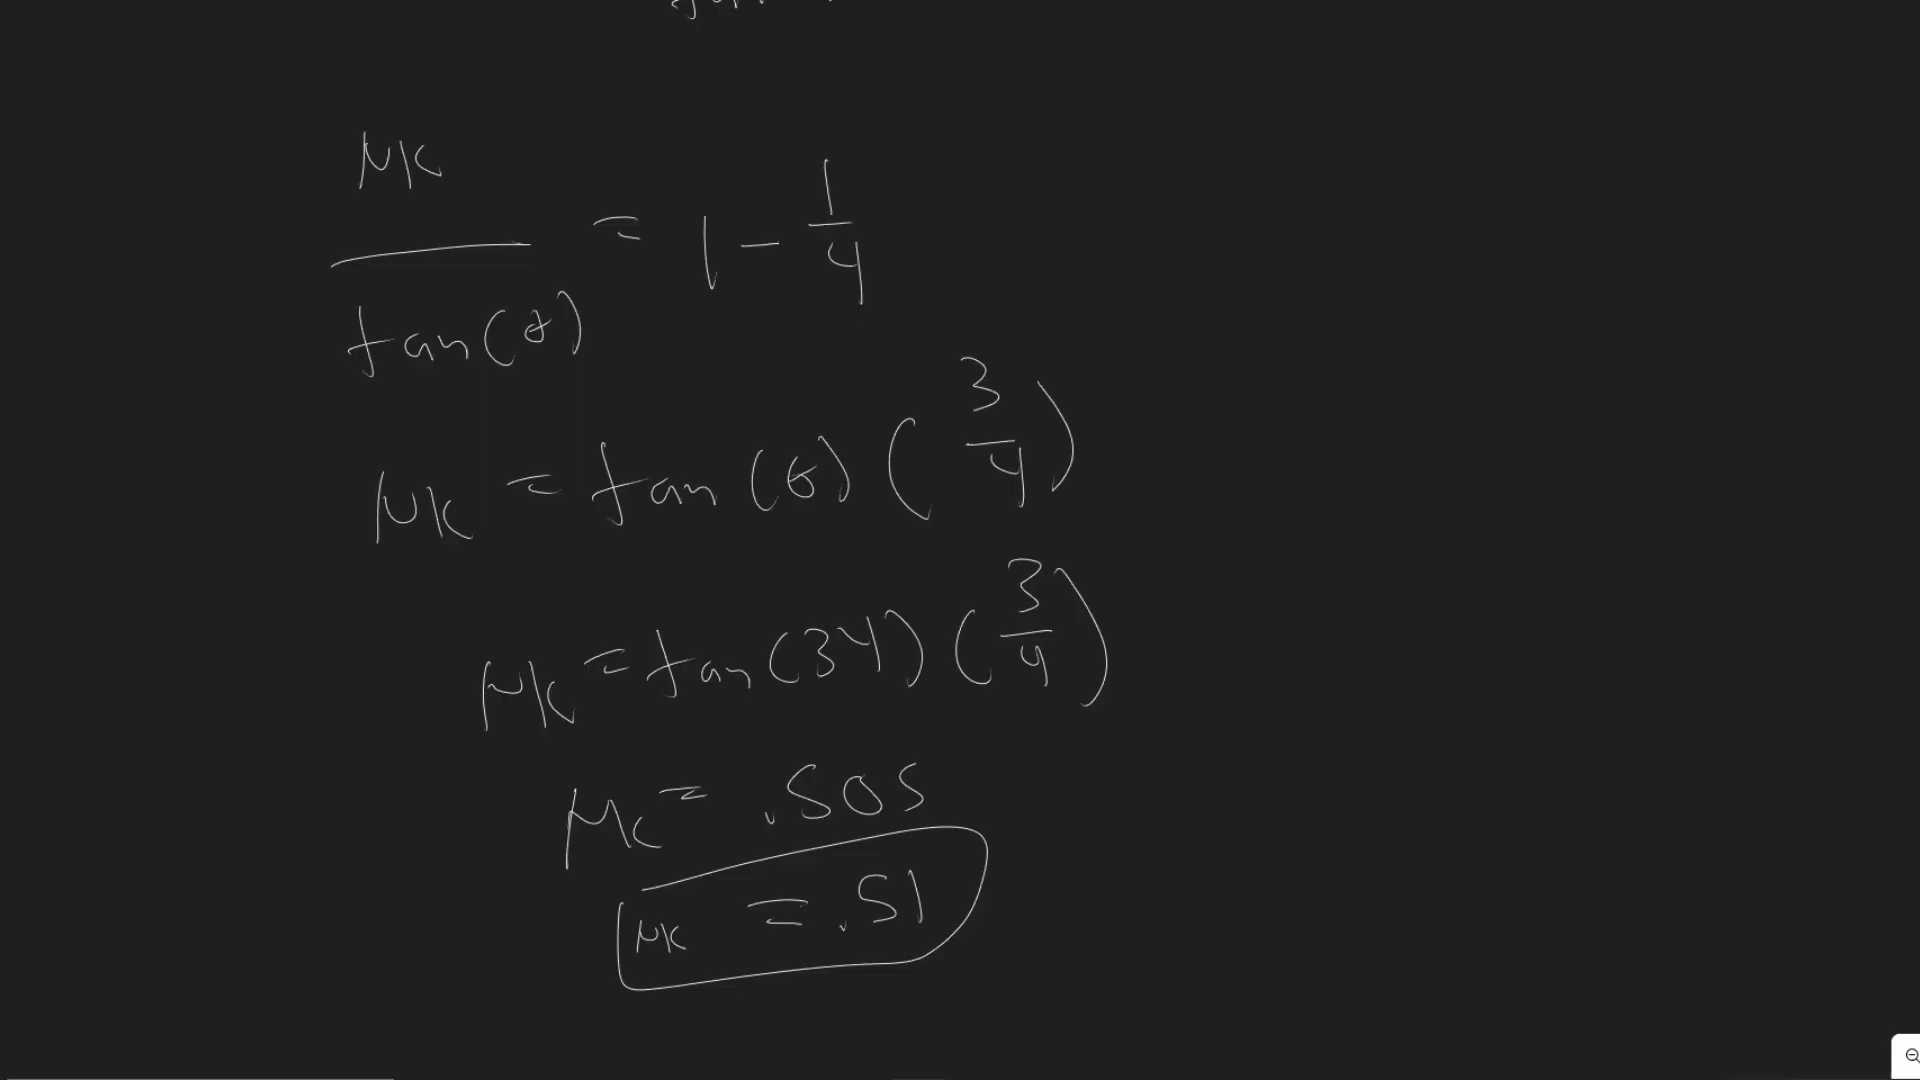 μk / tan(θ) = 1 - 1/4
μk = tan(θ) (3/4)
μk = tan(34) (3/4)
μk = .505
μk = .51